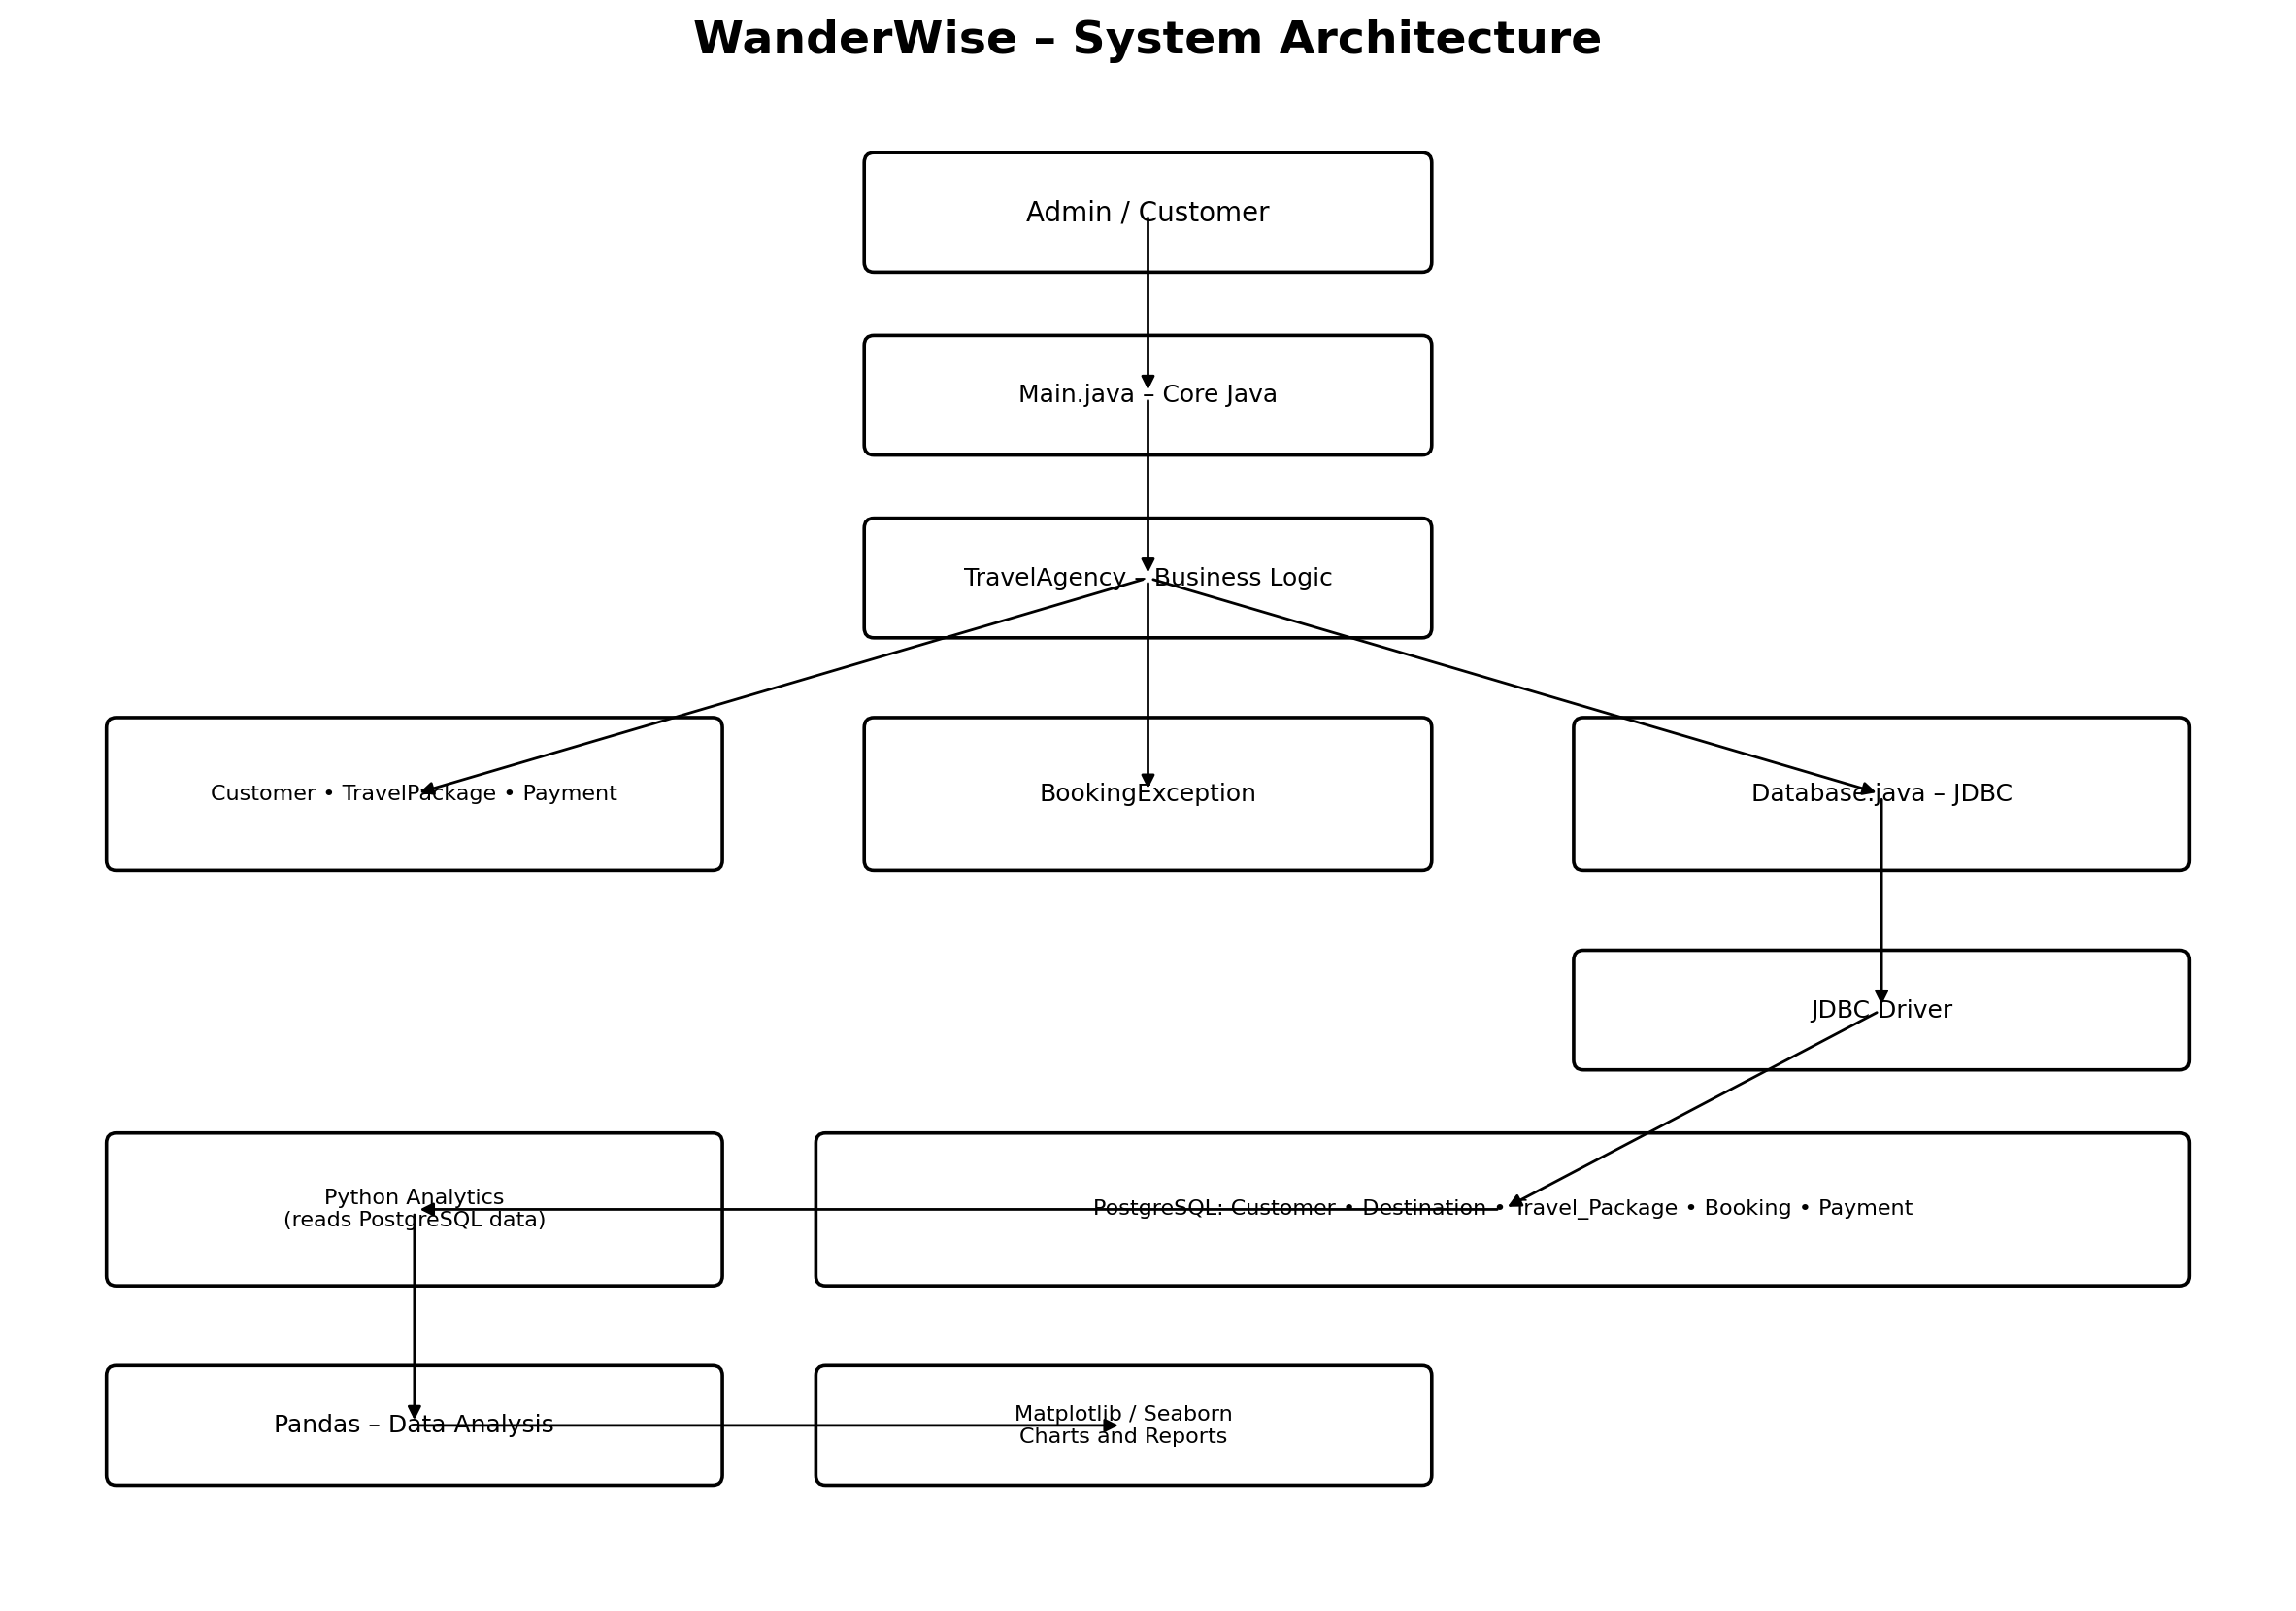 WanderWise – System Architecture
Admin / Customer
Main.java – Core Java
TravelAgency – Business Logic
Customer • TravelPackage • Payment
BookingException
Database.java – JDBC
JDBC Driver
Python Analytics
(reads PostgreSQL data)
PostgreSQL: Customer • Destination • Travel_Package • Booking • Payment
Pandas – Data Analysis
Matplotlib / Seaborn
Charts and Reports